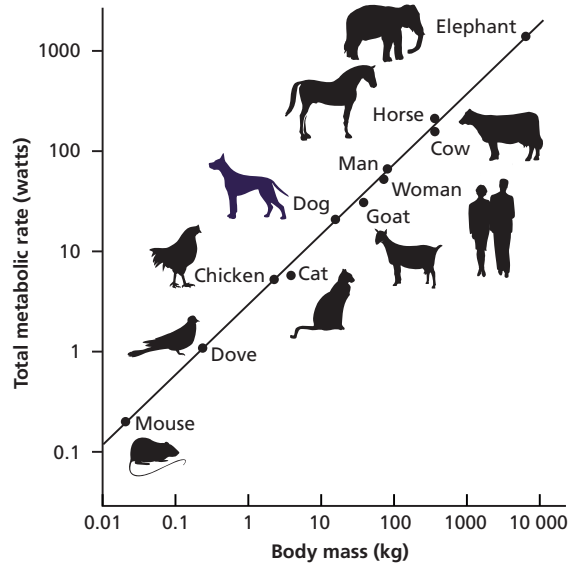 Elephant
1000
Horse
Cow
100
Man
Woman
Dog
Goat
10
Chicken
Cat
1
Dove
Mouse
0.1
0.01 0.1 1 10 100 1000 10 000
Body mass (kg)
Total metabolic rate (watts)